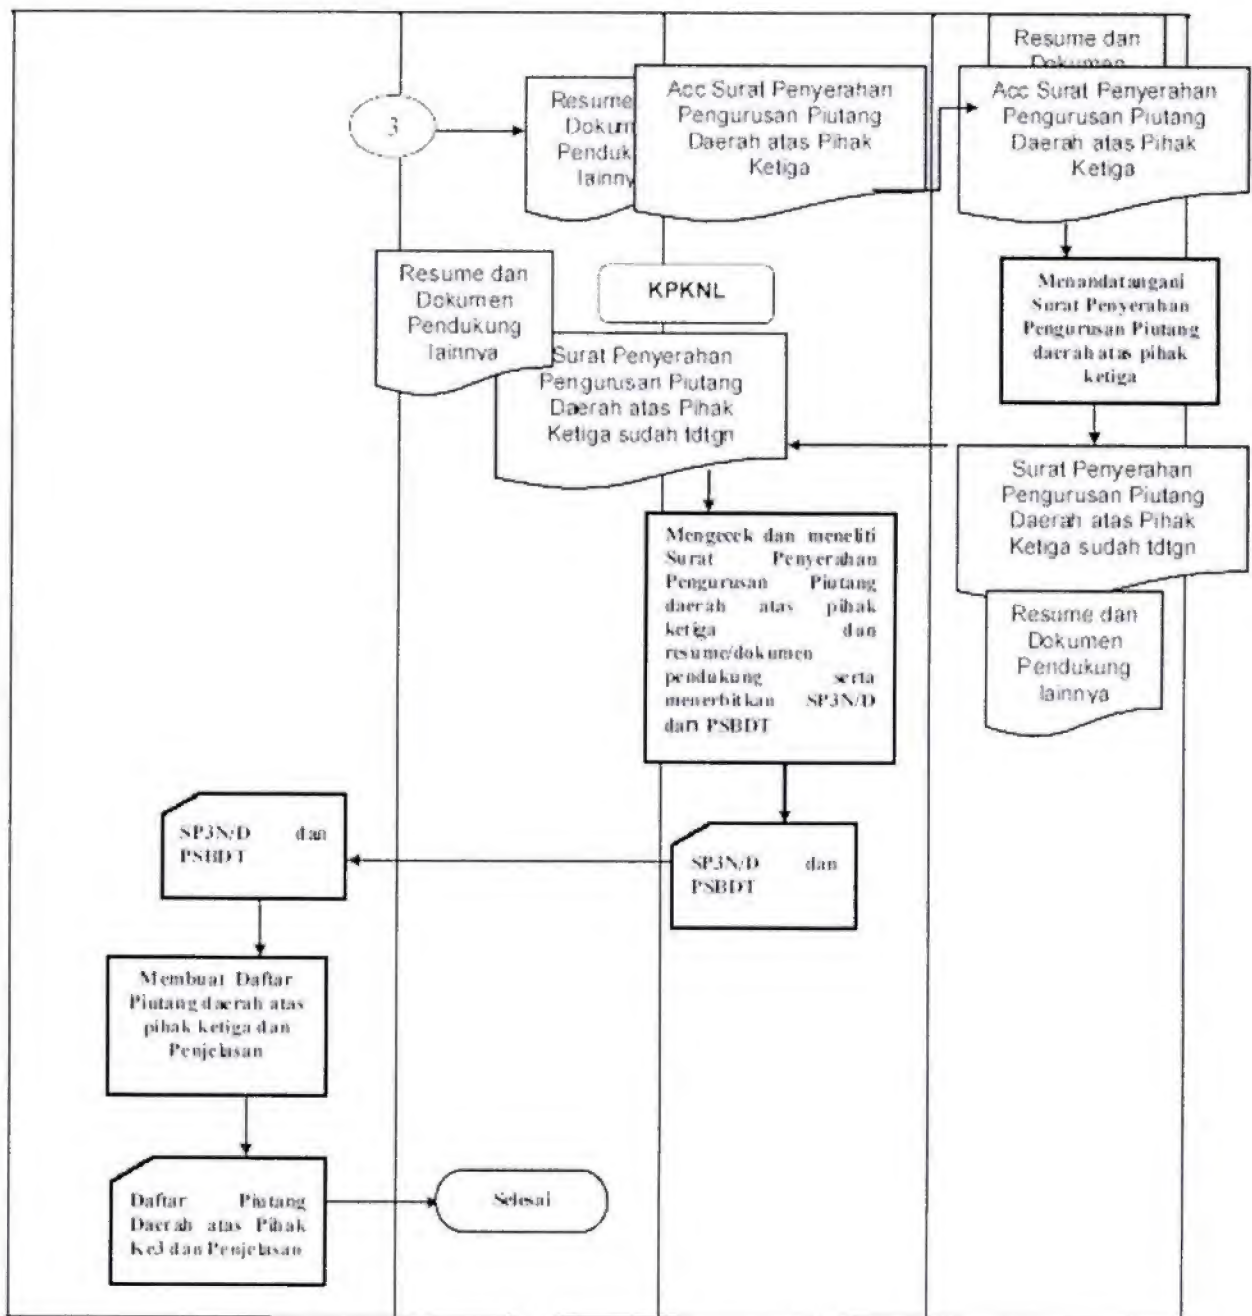 3
Resume
Dokum
Penduk
lainny
Acc Surat Penyerahan
Pengurusan Piutang
Daerah atas Pihak
Ketiga
Resume dan
Dokumen
Acc Surat Penyerahan
Pengurusan Piutang
Daerah atas Pihak
Ketiga
Menandatangani
Surat Penyerahan
Pengurusan Piutang
daerah atas pihak
ketiga
Resume dan
Dokumen
Pendukung
lainnya
KPKNL
Surat Penyerahan
Pengurusan Piutang
Daerah atas Pihak
Ketiga sudah tdtgn
Surat Penyerahan
Pengurusan Piutang
Daerah atas Pihak
Ketiga sudah tdtgn
Resume dan
Dokumen
Pendukung
lainnya
Mengecek dan meneliti
Surat Penyerahan
Pengurusan Piutang
daerah atas pihak
ketiga dan
resume/dokumen
pendukung serta
menerbitkan SP3N/D
dan PSBDT
SP3N/D dan
PSBDT
SP3N/D dan
PSBDT
Membuat Daftar
Piutang daerah atas
pihak ketiga dan
Penjelasan
Daftar Piutang
Daerah atas Pihak
Ke3 dan Penjelasan
Selesai